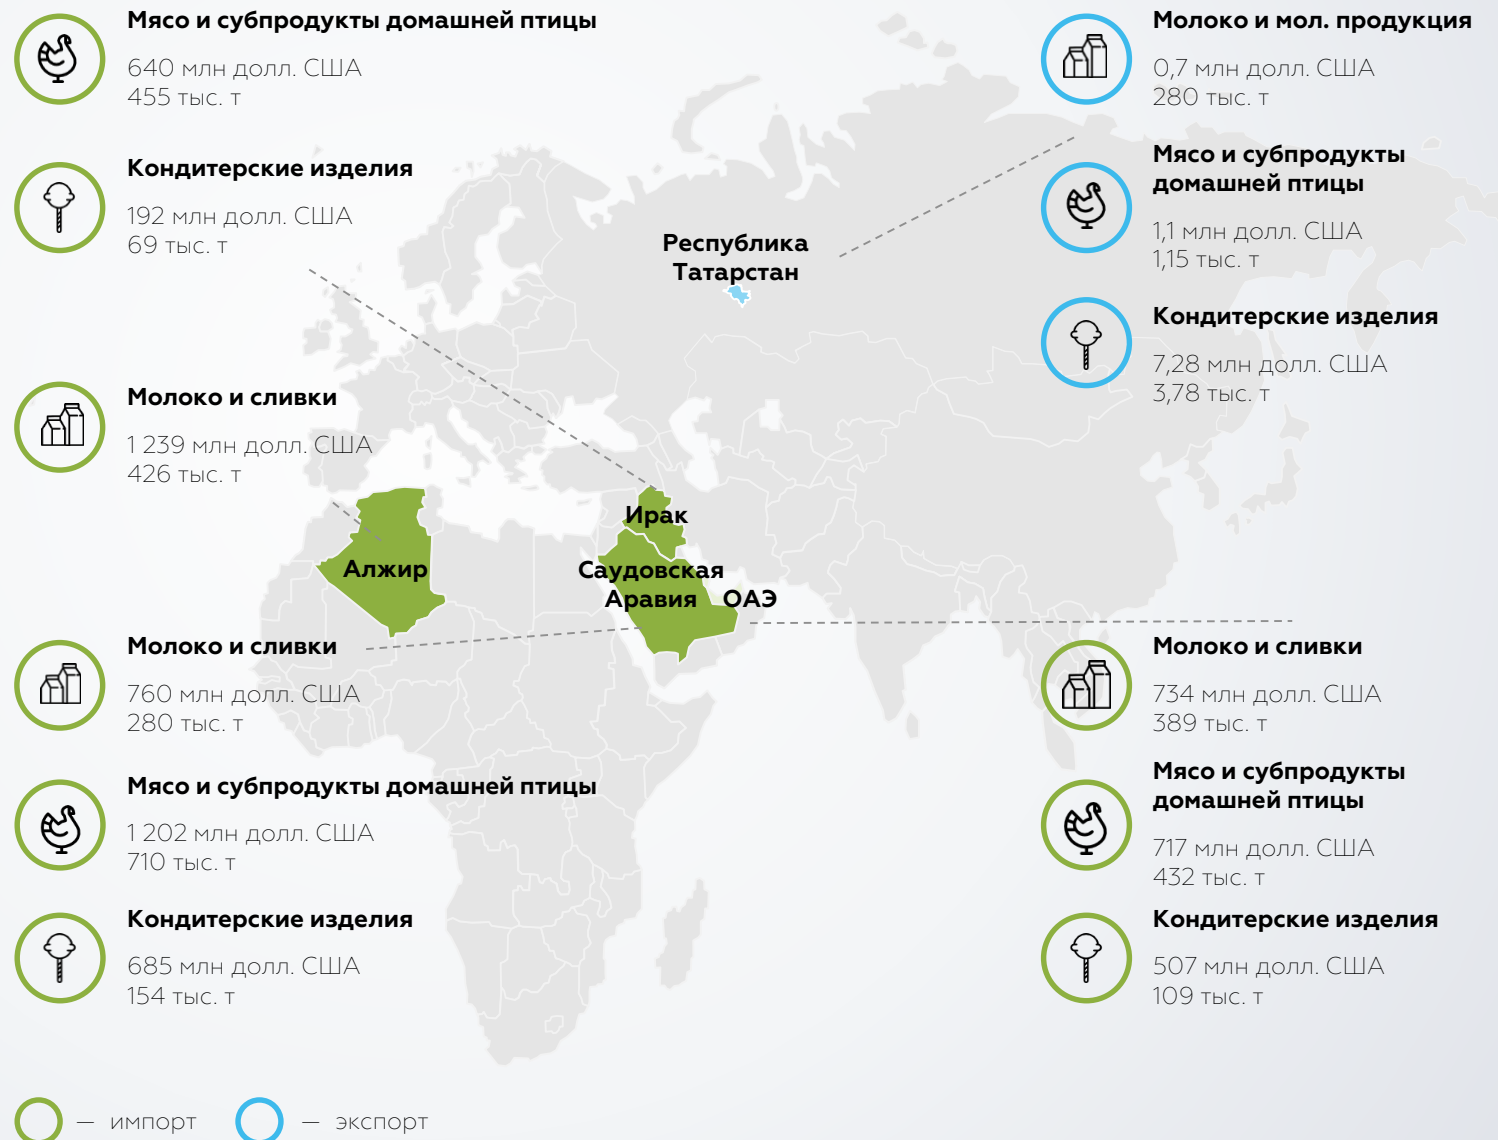 Мясо и субпродукты домашней птицы
640 млн долл. США
455 тыс. т
Кондитерские изделия
192 млн долл. США
69 тыс. т
Молоко и сливки
1 239 млн долл. США
426 тыс. т
Молоко и сливки
760 млн долл. США
280 тыс. т
Мясо и субпродукты домашней птицы
1 202 млн долл. США
710 тыс. т
Кондитерские изделия
685 млн долл. США
154 тыс. т
Республика
Татарстан
Ирак
Алжир
Саудовская
Аравия
ОАЭ
Молоко и мол. продукция
0,7 млн долл. США
280 тыс. т
Мясо и субпродукты
домашней птицы
1,1 млн долл. США
1,15 тыс. т
Кондитерские изделия
7,28 млн долл. США
3,78 тыс. т
Молоко и сливки
734 млн долл. США
389 тыс. т
Мясо и субпродукты
домашней птицы
717 млн долл. США
432 тыс. т
Кондитерские изделия
507 млн долл. США
109 тыс. т
— импорт
— экспорт